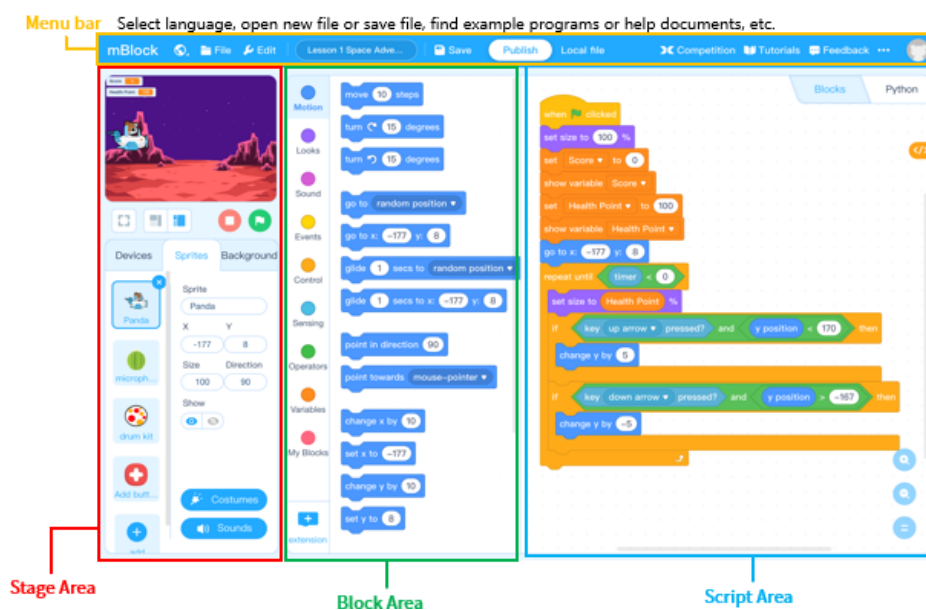 Menu bar Select language, open new file or save file, find example programs or help documents, etc.
mBlock File Edit Lesson 1 Space Adve... Save Publish Local file Competition Tutorials Feedback •••
Health Point
Devices Sprites Background
Panda
microph...
drum kit
Add butt...
add
Sprite
Panda
X Y
-177 8
Size Direction
100 90
Show
Costumes
Sounds
Motion
Looks
Sound
Events
Control
Sensing
Operators
Variables
My Blocks
extension
move 10 steps
turn 15 degrees
turn 15 degrees
go to random position
go to x: -177 y: 8
glide 1 secs to random position
glide 1 secs to x: -177 y: 8
point in direction 90
point towards mouse-pointer
change x by 10
set x to -177
change y by 10
set y to 8
Blocks Python
when clicked
set size to 100 %
set Score to 0
show variable Score
set Health Point to 100
show variable Health Point
go to x: -177 y: 8
repeat until timer < 0
set size to Health Point %
if key up arrow pressed? and y position < 170 then
change y by 5
if key down arrow pressed? and y position > -167 then
change y by -5
Stage Area
Block Area
Script Area